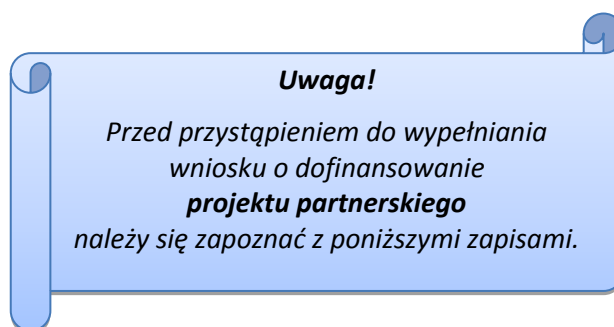 Uwaga!
Przed przystąpieniem do wypełniania
wniosku o dofinansowanie
projektu partnerskiego
należy się zapoznać z poniższymi zapisami.